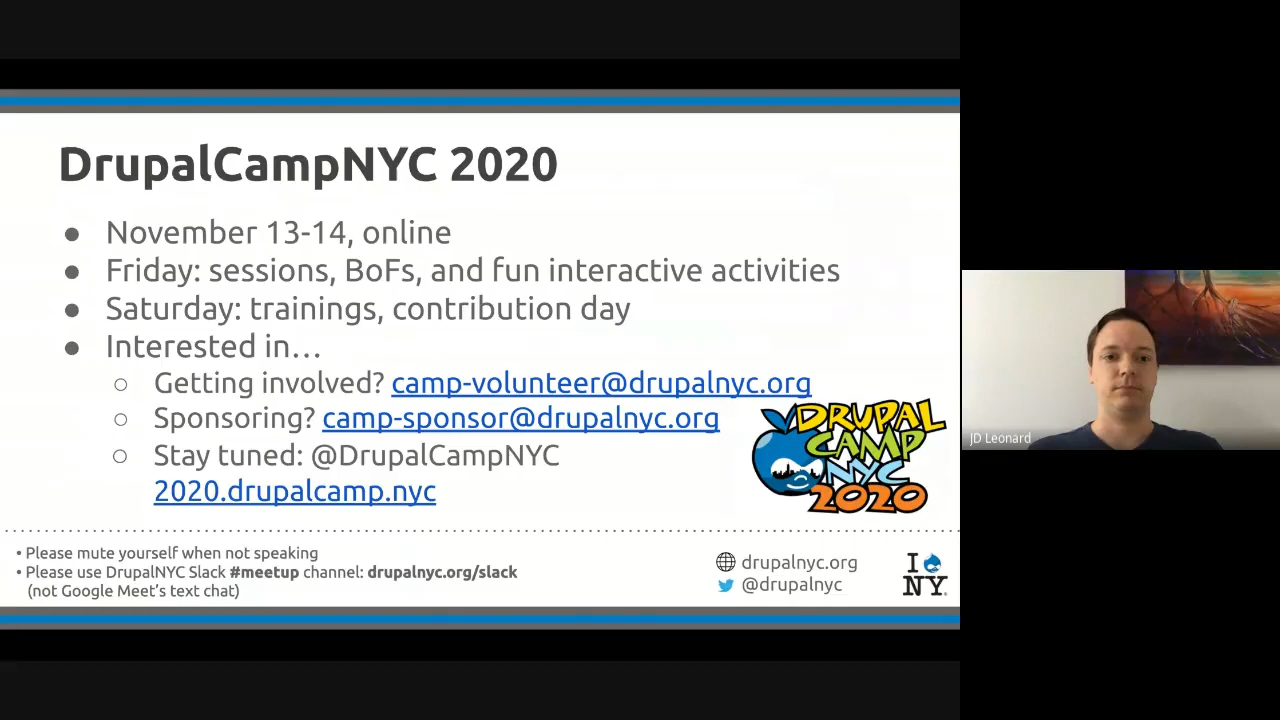 DrupalCampNYC 2020
● November 13-14, online
● Friday: sessions, BoFs, and fun interactive activities
● Saturday: trainings, contribution day
● Interested in…
○ Getting involved? camp-volunteer@drupalnyc.org
○ Sponsoring? camp-sponsor@drupalnyc.org
○ Stay tuned: @DrupalCampNYC
2020.drupalcamp.nyc
DRUPAL
CAMP
NYC
2020
• Please mute yourself when not speaking
• Please use DrupalNYC Slack #meetup channel: drupalnyc.org/slack
(not Google Meet's text chat)
drupalnyc.org
@drupalnyc
I
NY.
JD Leonard